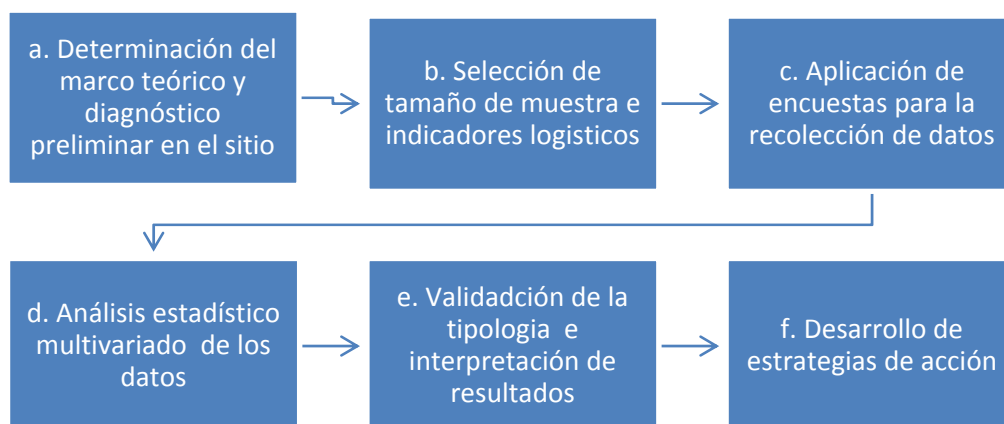 a. Determinación del
marco teórico y
diagnóstico
preliminar en el sitio
b. Selección de
tamaño de muestra e
indicadores logisticos
c. Aplicación de
encuestas para la
recolección de datos
d. Análisis estadístico
multivariado de los
datos
e. Validadción de la
tipologia e
interpretación de
resultados
f. Desarrollo de
estrategias de acción